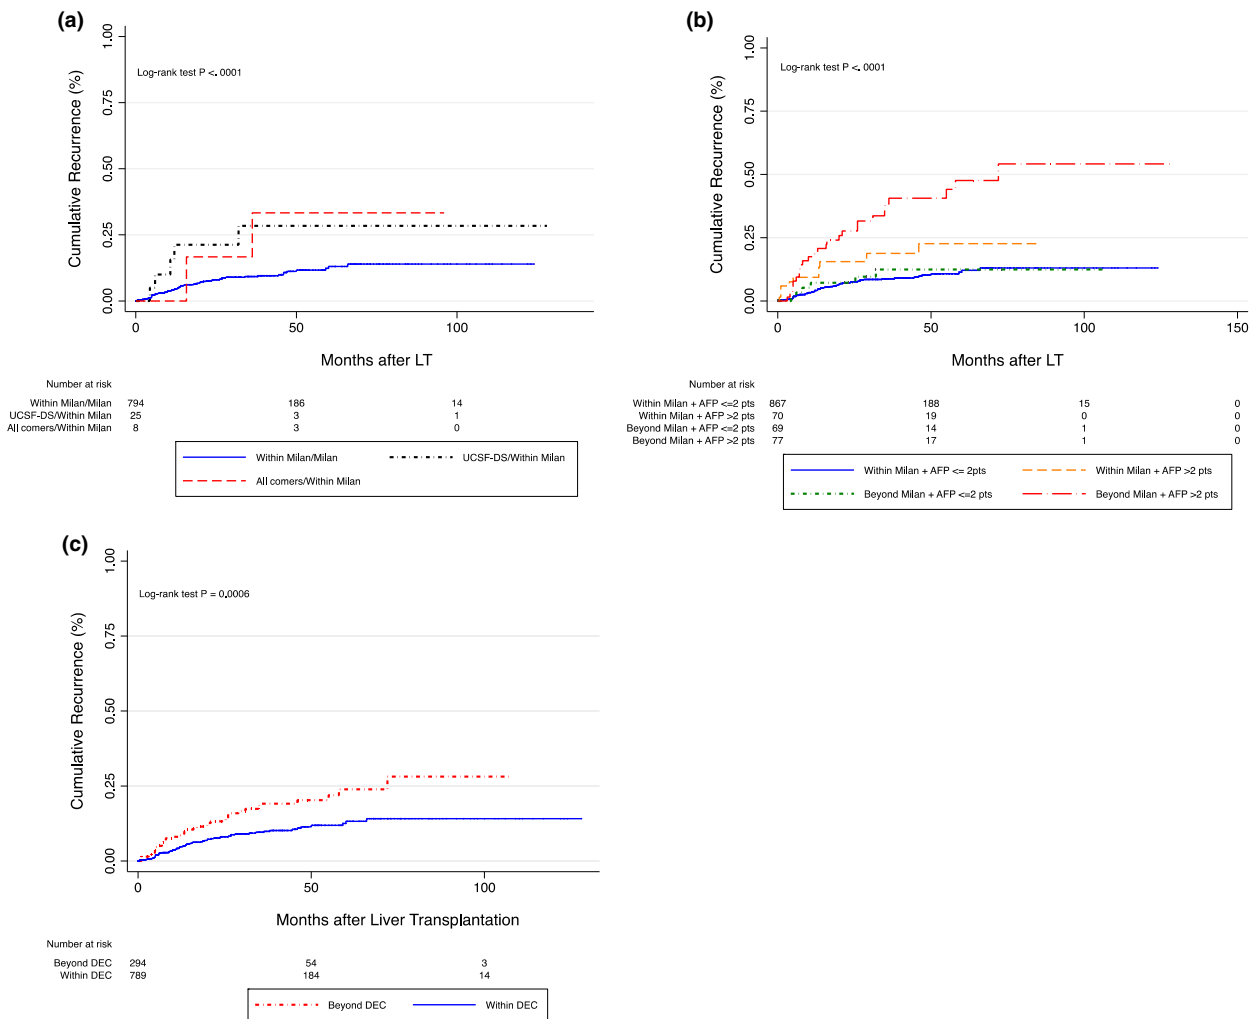 (a)
Cumulative Recurrence (%)
1.00
0.75
0.50
0.25
0.00
Log-rank test P <.0001
0 50 100
Months after LT
Number at risk
Within Milan/Milan 794 186 14
UCSF-DS/Within Milan 25 3 1
All comers/Within Milan 8 3 0
Within Milan/Milan UCSF-DS/Within Milan
All comers/Within Milan
(b)
Cumulative Recurrence (%)
1.00
0.75
0.50
0.25
0.00
Log-rank test P <.0001
0 50 100 150
Months after LT
Number at risk
Within Milan + AFP <=2 pts 867 188 15 0
Within Milan + AFP >2 pts 70 19 0 0
Beyond Milan + AFP <=2 pts 69 14 1 0
Beyond Milan + AFP >2 pts 77 17 1 0
Within Milan + AFP <= 2pts Within Milan + AFP >2 pts
Beyond Milan + AFP <=2 pts Beyond Milan + AFP >2 pts
(c)
Cumulative Recurrence (%)
1.00
0.75
0.50
0.25
0.00
Log-rank test P = 0.0006
0 50 100
Months after Liver Transplantation
Number at risk
Beyond DEC 294 54 3
Within DEC 789 184 14
Beyond DEC Within DEC